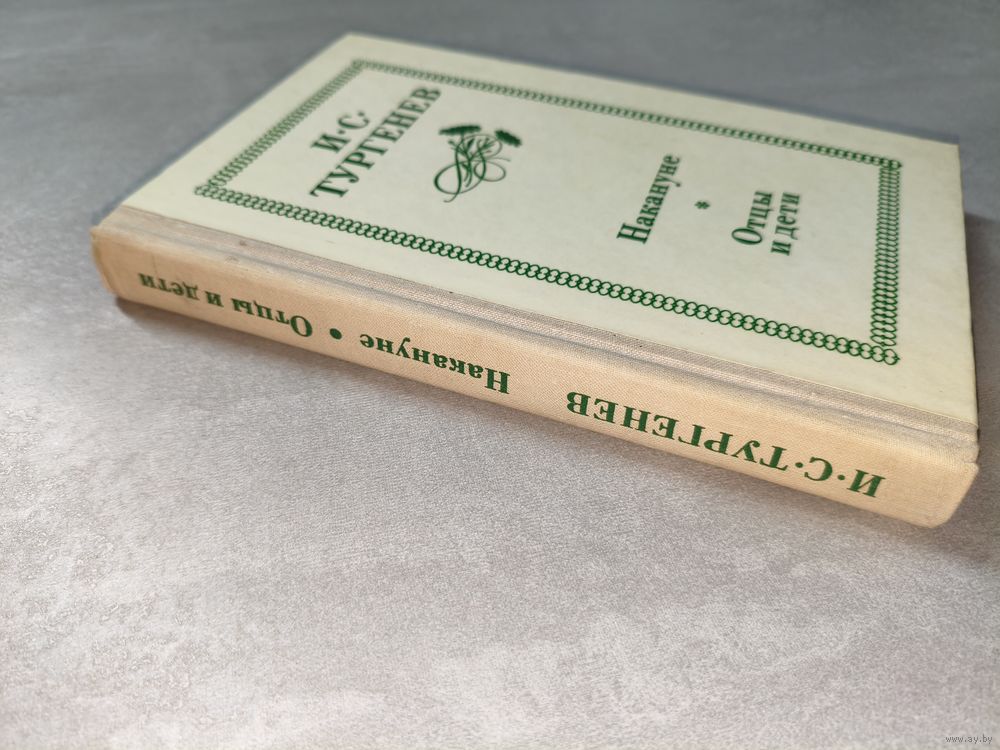 И·С·
ТУРГЕНЕВ
Накануне
*
Отцы
и дети
И·С·ТУРГЕНЕВ Накануне • Отцы и дети
www.ay.by